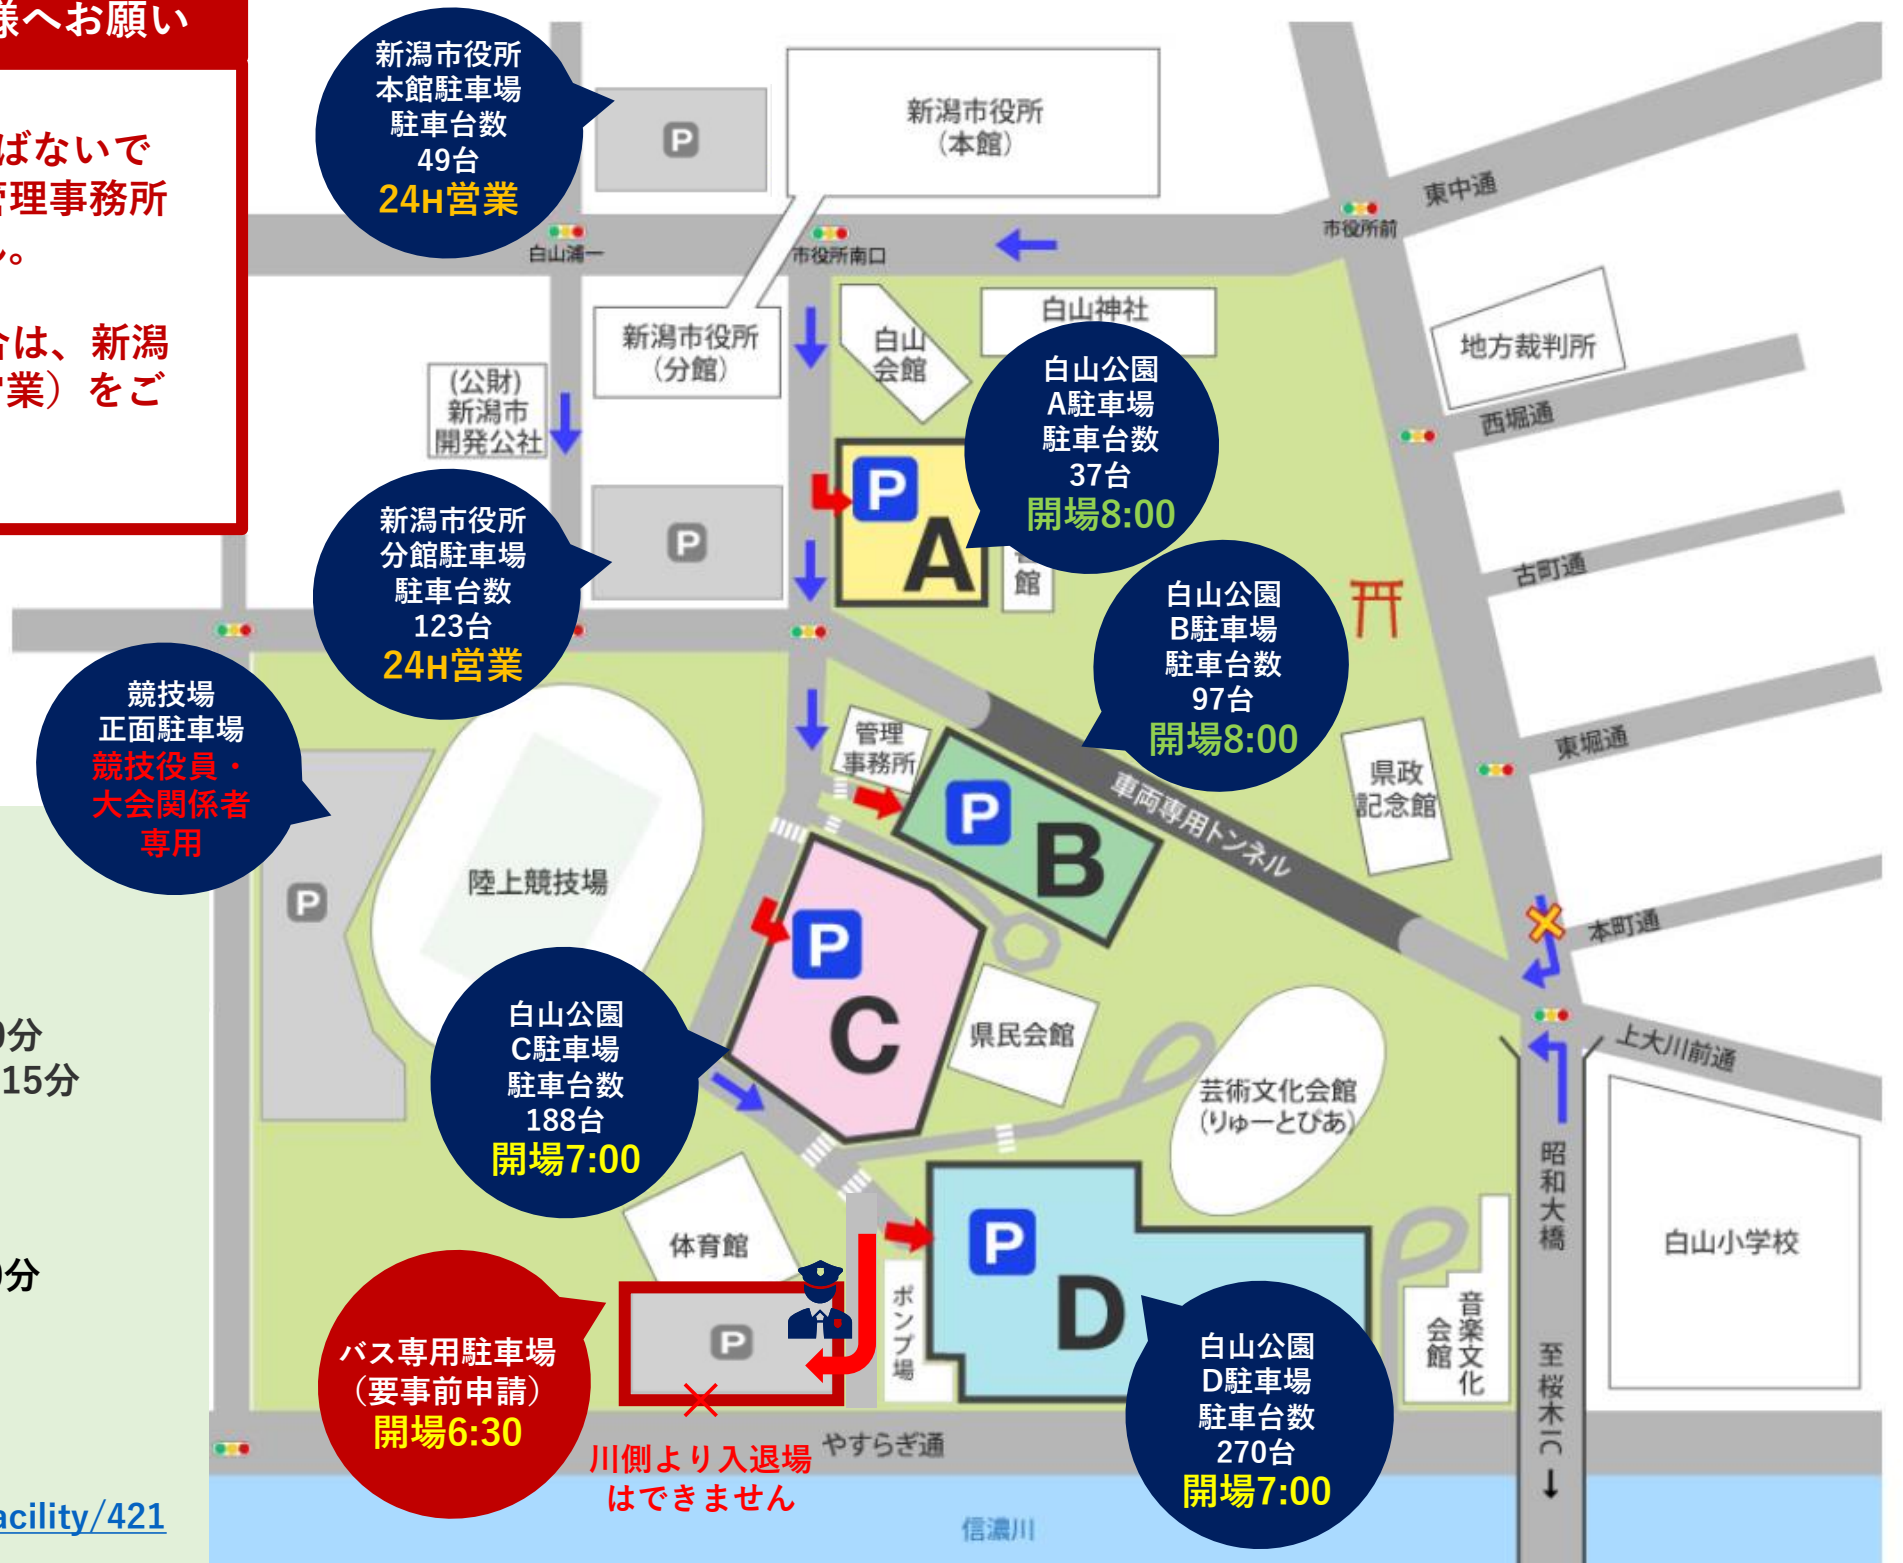 様へお願い
ばないで
管理事務所
ん。
合は、新潟
営業）をご
新潟市役所
本館駐車場
駐車台数
49台
24H営業
P
新潟市役所
（本館）
東中通
市役所前
白山浦一
市役所南口
新潟市役所
（分館）
白山
会館
白山神社
地方裁判所
(公財)
新潟市
開発公社
白山公園
A駐車場
駐車台数
37台
開場8:00
西堀通
P
A
館
新潟市役所
分館駐車場
駐車台数
123台
24H営業
P
古町通
白山公園
B駐車場
駐車台数
97台
開場8:00
競技場
正面駐車場
競技役員・
大会関係者
専用
P
陸上競技場
管理
事務所
P
B
車両専用トンネル
県政
記念館
東堀通
本町通
P
C
県民会館
白山公園
C駐車場
駐車台数
188台
開場7:00
芸術文化会館
(りゅーとぴあ)
上大川前通
0分
15分
昭和大橋
白山小学校
体育館
P
D
ポンプ場
音楽文化
会館
至桜木IC
分
バス専用駐車場
（要事前申請）
開場6:30
P
川側より入退場
はできません
やすらぎ通
白山公園
D駐車場
駐車台数
270台
開場7:00
acility/421
信濃川